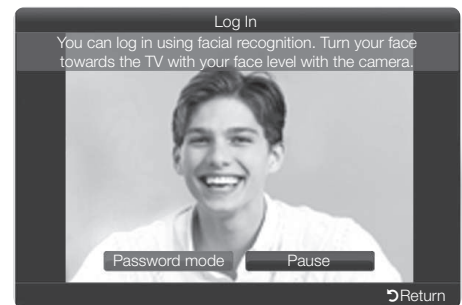 Log In
You can log in using facial recognition. Turn your face
towards the TV with your face level with the camera.
Password mode
Pause
Return